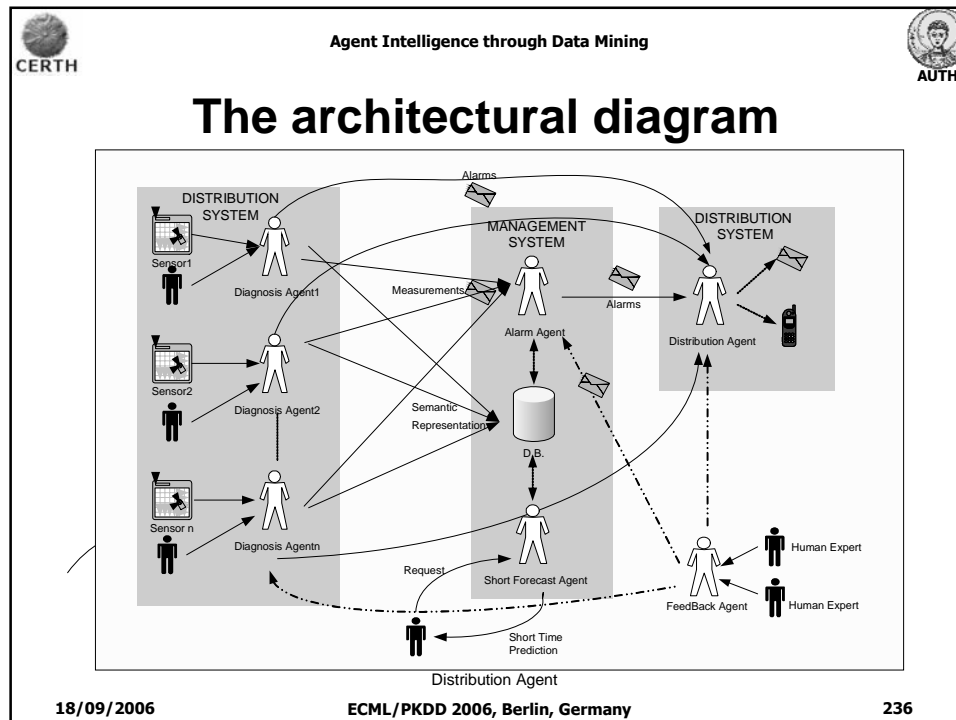 Agent Intelligence through Data Mining
CERTH
AUTH
The architectural diagram
Alarms
DISTRIBUTION
SYSTEM
MANAGEMENT
SYSTEM
DISTRIBUTION
SYSTEM
Sensor1
Diagnosis Agent1
Measurements
Alarm Agent
Alarms
Distribution Agent
Sensor2
Diagnosis Agent2
Semantic
Representation
D.B.
Sensor n
Diagnosis Agentn
Request
Short Forecast Agent
Human Expert
FeedBack Agent
Human Expert
Short Time
Prediction
Distribution Agent
18/09/2006
ECML/PKDD 2006, Berlin, Germany
236